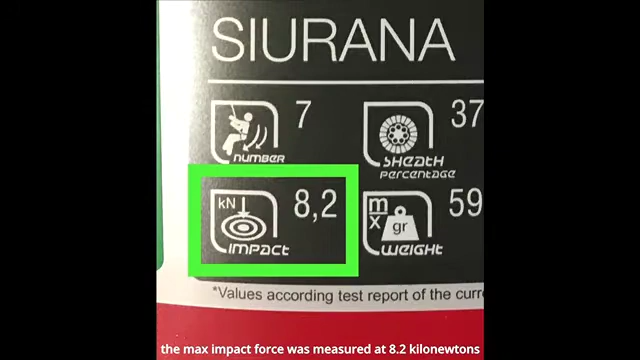 SIURANA
7
NUMBER
37
SHEATH
PERCENTAGE
kN
8,2
IMPACT
m/x
gr
59
WEIGHT
*Values according test report of the curre
the max impact force was measured at 8.2 kilonewtons